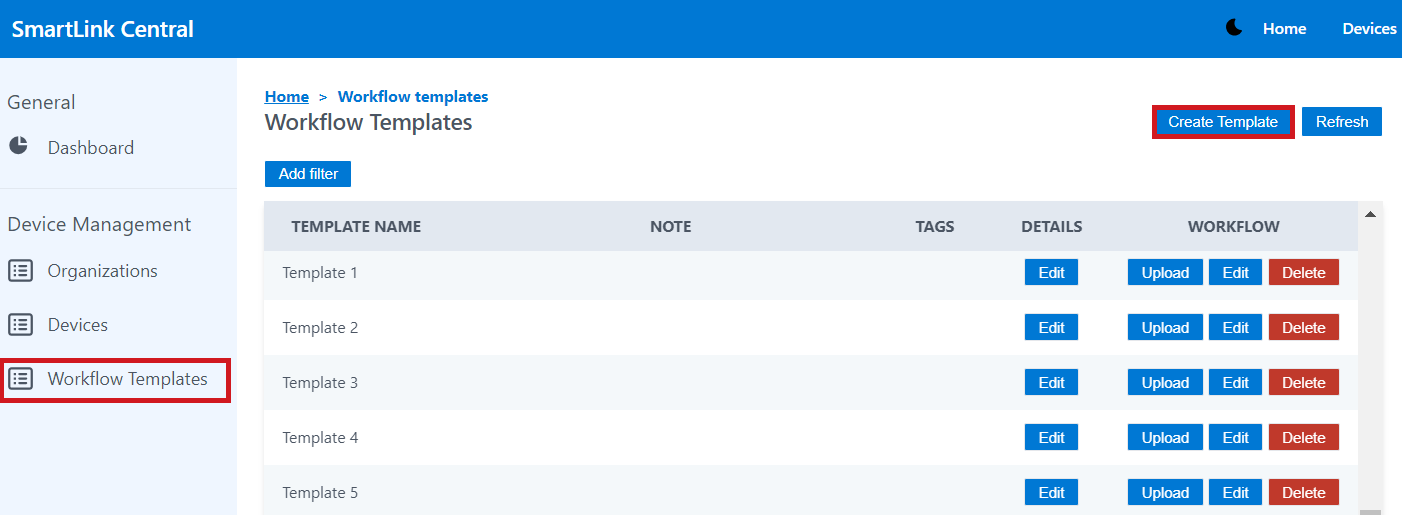 SmartLink Central
Home Devices
General
Dashboard
Device Management
Organizations
Devices
Workflow Templates
Home > Workflow templates
Workflow Templates
Create Template Refresh
Add filter
TEMPLATE NAME NOTE TAGS DETAILS WORKFLOW
Template 1 Edit Upload Edit Delete
Template 2 Edit Upload Edit Delete
Template 3 Edit Upload Edit Delete
Template 4 Edit Upload Edit Delete
Template 5 Edit Upload Edit Delete